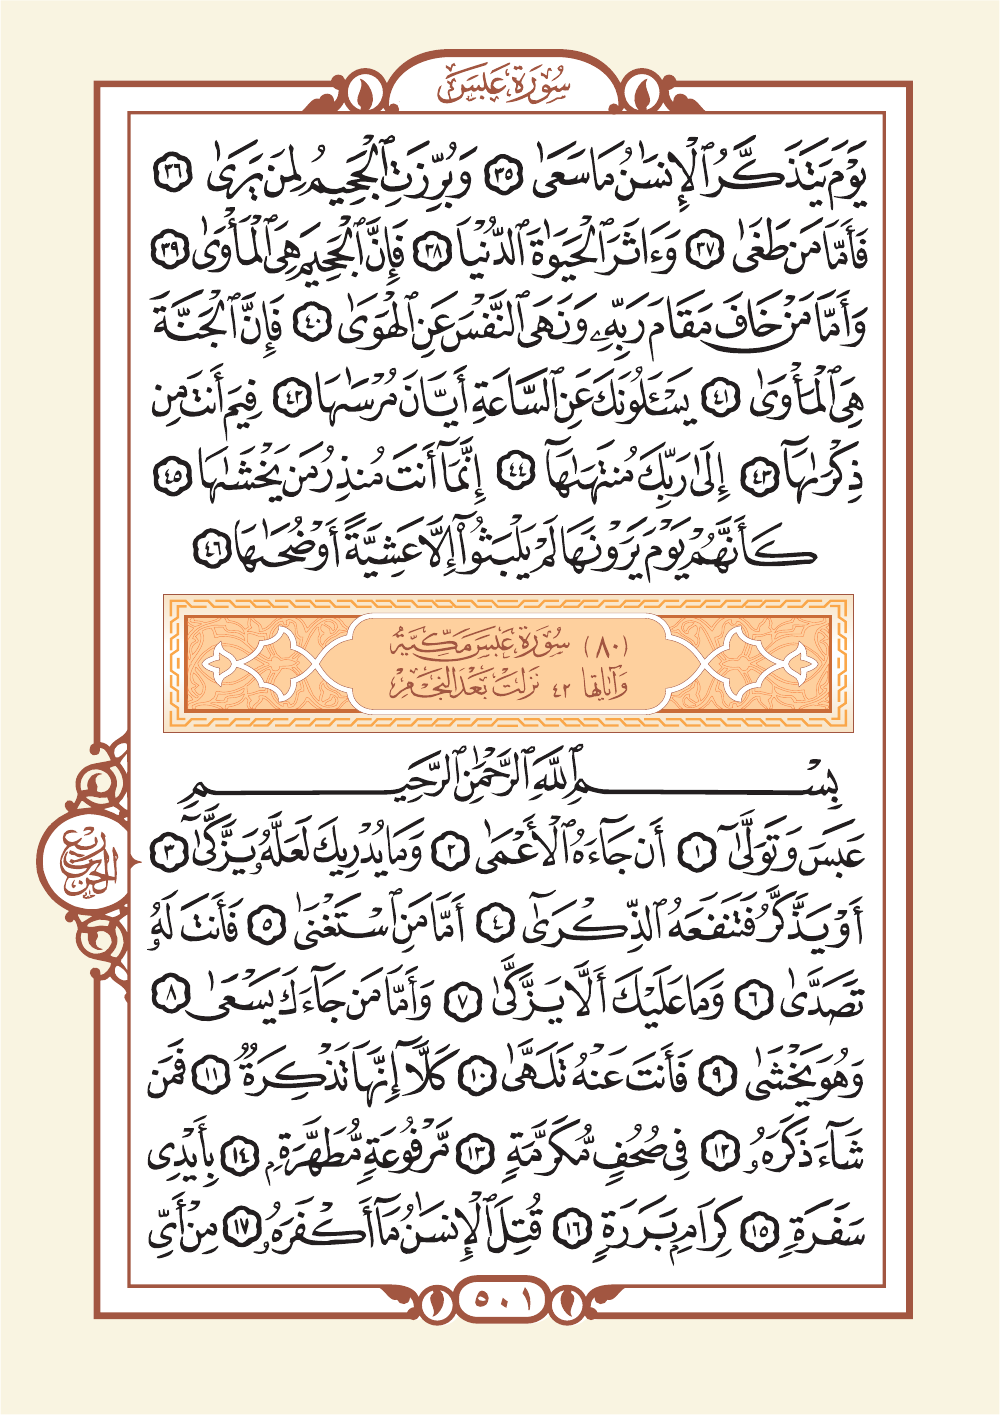 سُورَةُ عَبَسَ
يَوْمَ يَتَذَكَّرُ ٱلْإِنسَٰنُ مَا سَعَىٰ ٣٥ وَبُرِّزَتِ ٱلْجَحِيمُ لِمَن يَرَىٰ ٣٦
فَأَمَّا مَن طَغَىٰ ٣٧ وَءَاثَرَ ٱلْحَيَوٰةَ ٱلدُّنْيَا ٣٨ فَإِنَّ ٱلْجَحِيمَ هِىَ ٱلْمَأْوَىٰ ٣٩
وَأَمَّا مَنْ خَافَ مَقَامَ رَبِّهِۦ وَنَهَى ٱلنَّفْسَ عَنِ ٱلْهَوَىٰ ٤٠ فَإِنَّ ٱلْجَنَّةَ
هِىَ ٱلْمَأْوَىٰ ٤١ يَسْـَٔلُونَكَ عَنِ ٱلسَّاعَةِ أَيَّانَ مُرْسَىٰهَا ٤٢ فِيمَ أَنتَ مِن
ذِكْرَىٰهَآ ٤٣ إِلَىٰ رَبِّكَ مُنتَهَىٰهَآ ٤٤ إِنَّمَآ أَنتَ مُنذِرُ مَن يَخْشَىٰهَا ٤٥
كَأَنَّهُمْ يَوْمَ يَرَوْنَهَا لَمْ يَلْبَثُوٓا۟ إِلَّا عَشِيَّةً أَوْ ضُحَىٰهَا ٤٦
(٨٠) سُورَةُ عَبَسَ مَكِّيَّةٌ
وَآيَاتُهَا ٤٢ نَزَلَتْ بَعْدَ النَّجْمِ
بِسْمِ ٱللَّهِ ٱلرَّحْمَٰنِ ٱلرَّحِيمِ
عَبَسَ وَتَوَلَّىٰٓ ١ أَن جَآءَهُ ٱلْأَعْمَىٰ ٢ وَمَا يُدْرِيكَ لَعَلَّهُۥ يَزَّكَّىٰٓ ٣
أَوْ يَذَّكَّرُ فَتَنفَعَهُ ٱلذِّكْرَىٰٓ ٤ أَمَّا مَنِ ٱسْتَغْنَىٰ ٥ فَأَنتَ لَهُۥ
تَصَدَّىٰ ٦ وَمَا عَلَيْكَ أَلَّا يَزَّكَّىٰ ٧ وَأَمَّا مَن جَآءَكَ يَسْعَىٰ ٨
وَهُوَ يَخْشَىٰ ٩ فَأَنتَ عَنْهُ تَلَهَّىٰ ١٠ كَلَّآ إِنَّهَا تَذْكِرَةٌ ١١ فَمَن
شَآءَ ذَكَرَهُۥ ١٢ فِى صُحُفٍ مُّكَرَّمَةٍ ١٣ مَّرْفُوعَةٍ مُّطَهَّرَةٍۭ ١٤ بِأَيْدِى
سَفَرَةٍ ١٥ كِرَامٍۭ بَرَرَةٍ ١٦ قُتِلَ ٱلْإِنسَٰنُ مَآ أَكْفَرَهُۥ ١٧ مِنْ أَىِّ
ربع الحزب
٥٠١